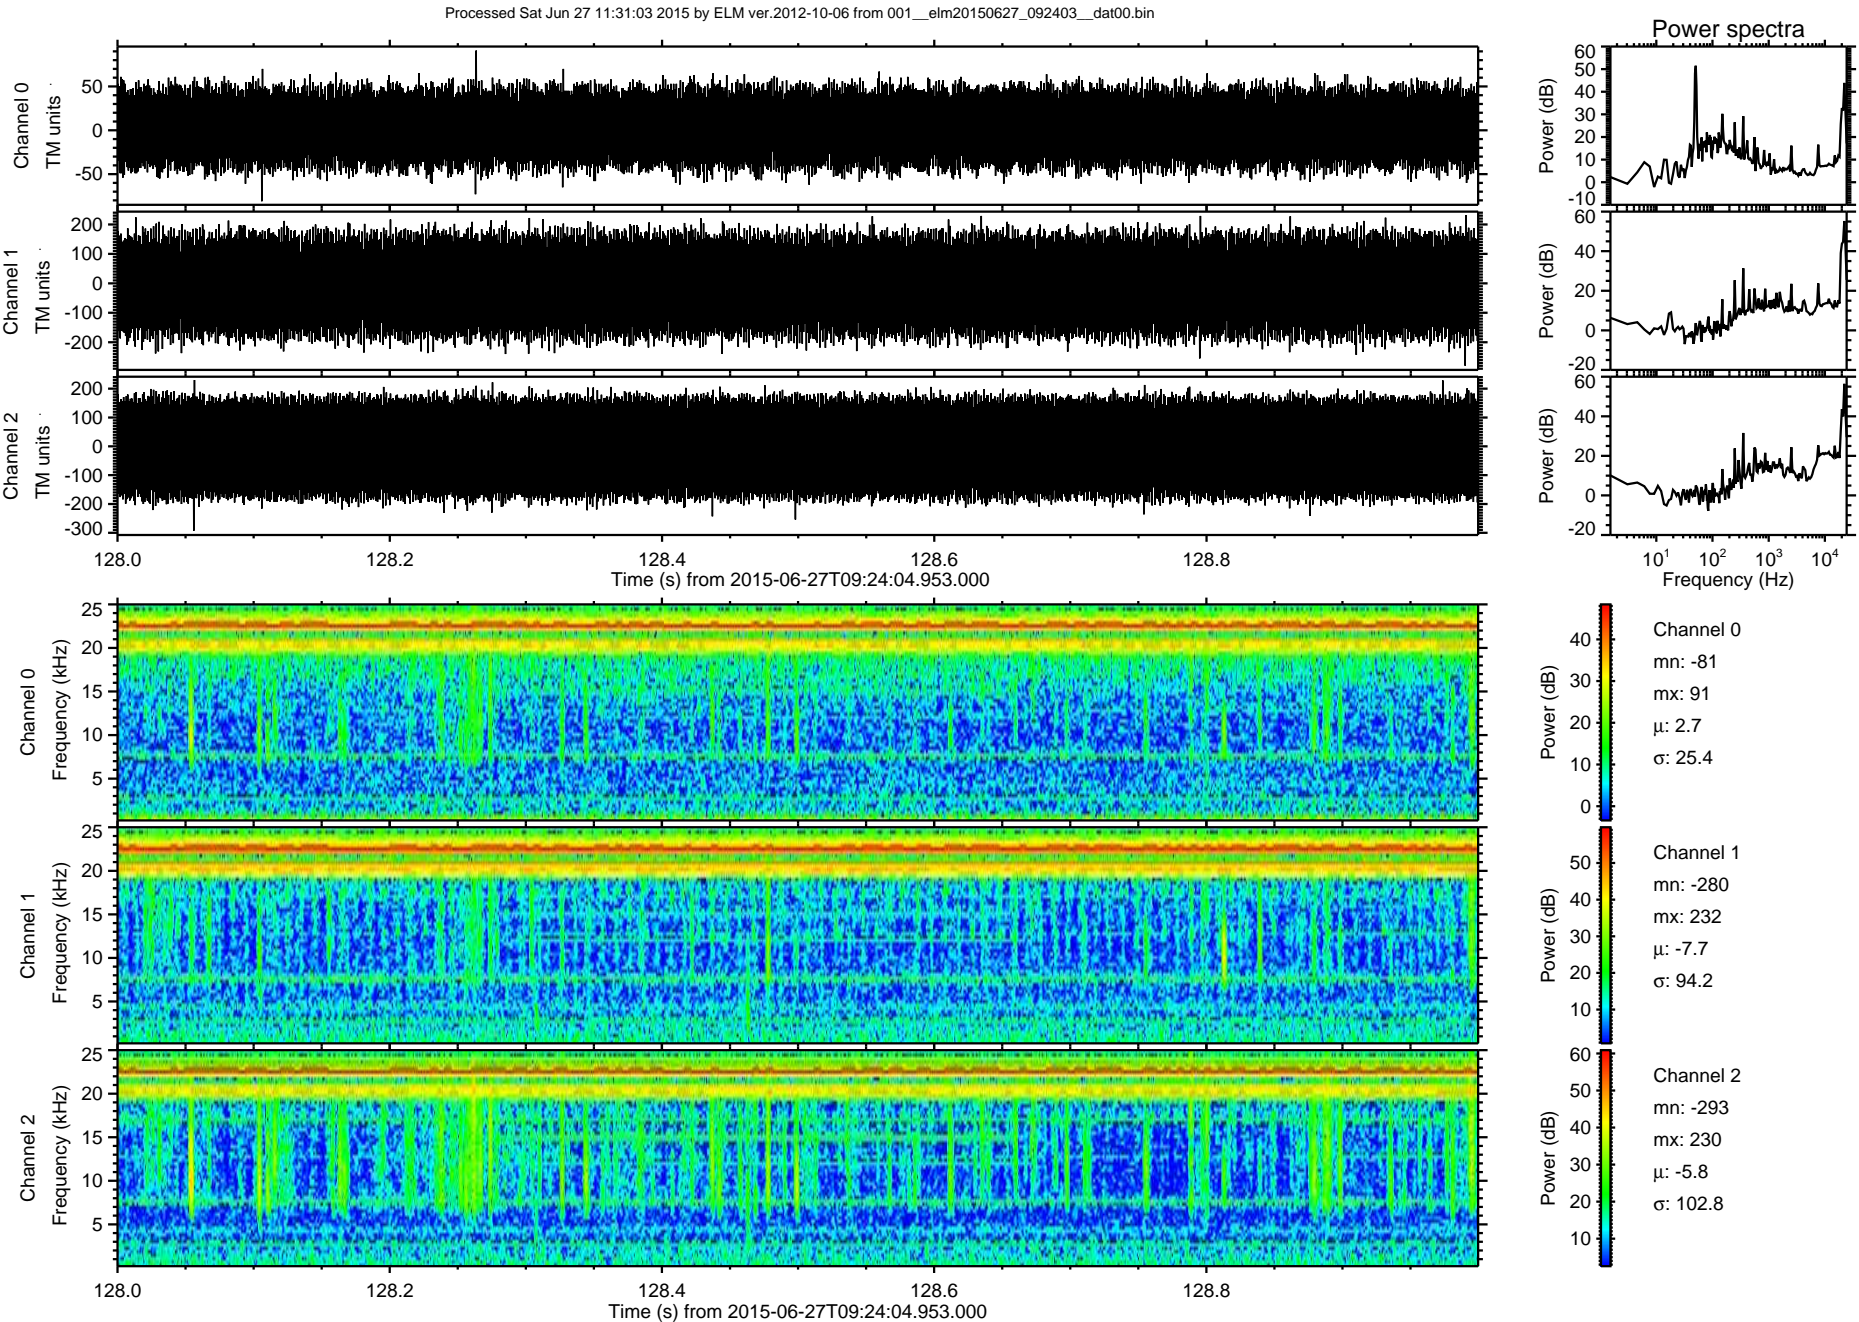 Processed Sat Jun 27 11:31:03 2015 by ELM ver.2012-10-06 from 001__elm20150627_092403__dat00.bin
Power spectra
Channel 0
TM units
50
0
-50
Power (dB)
60
50
40
30
20
10
0
-10
Channel 1
TM units
200
100
0
-100
-200
Power (dB)
60
40
20
0
-20
Channel 2
TM units
200
100
0
-100
-200
-300
Power (dB)
60
40
20
0
-20
128.0 128.2 128.4 128.6 128.8
Time (s) from 2015-06-27T09:24:04.953.000
10¹ 10² 10³ 10⁴
Frequency (Hz)
Channel 0
Frequency (kHz)
25
20
15
10
5
Power (dB)
40
30
20
10
0
Channel 0
mn: -81
mx: 91
μ: 2.7
σ: 25.4
Channel 1
Frequency (kHz)
25
20
15
10
5
Power (dB)
50
40
30
20
10
Channel 1
mn: -280
mx: 232
μ: -7.7
σ: 94.2
Channel 2
Frequency (kHz)
25
20
15
10
5
Power (dB)
60
50
40
30
20
10
Channel 2
mn: -293
mx: 230
μ: -5.8
σ: 102.8
128.0 128.2 128.4 128.6 128.8
Time (s) from 2015-06-27T09:24:04.953.000